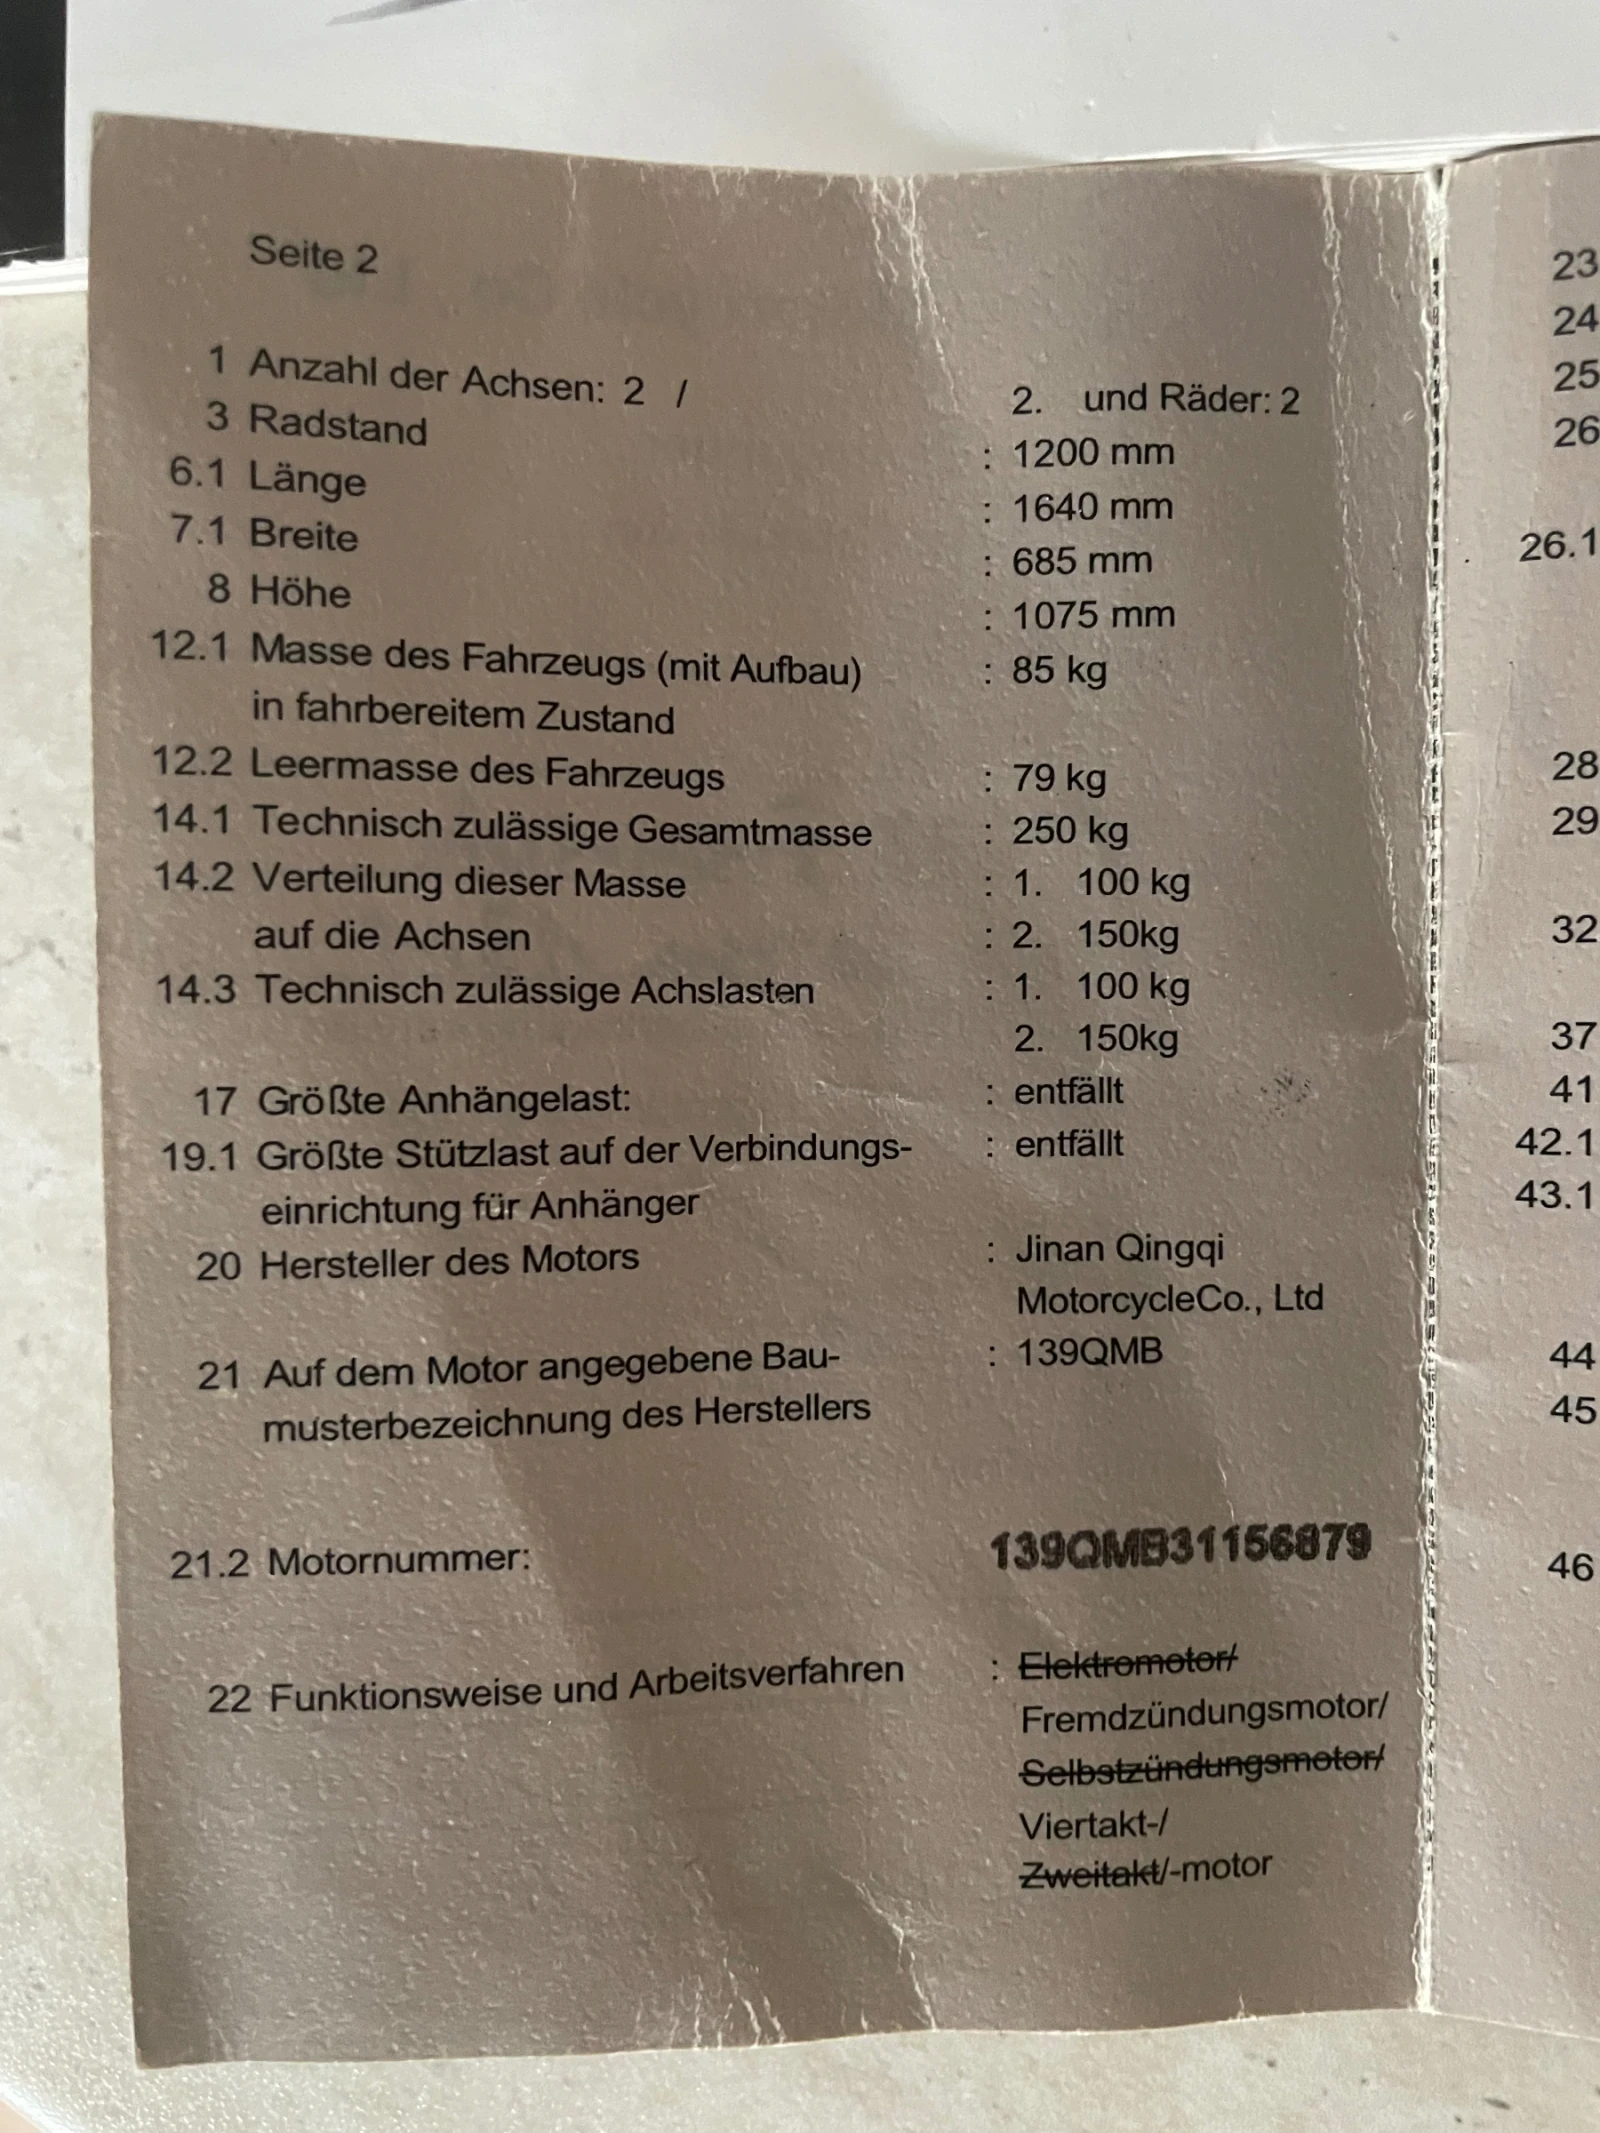 Seite 2
1 Anzahl der Achsen: 2 / 2. und Räder: 2
3 Radstand : 1200 mm
6.1 Länge : 1640 mm
7.1 Breite : 685 mm
8 Höhe : 1075 mm
12.1 Masse des Fahrzeugs (mit Aufbau) : 85 kg
in fahrbereitem Zustand
12.2 Leermasse des Fahrzeugs : 79 kg
14.1 Technisch zulässige Gesamtmasse : 250 kg
14.2 Verteilung dieser Masse : 1. 100 kg
auf die Achsen : 2. 150kg
14.3 Technisch zulässige Achslasten : 1. 100 kg
2. 150kg
17 Größte Anhängelast: : entfällt
19.1 Größte Stützlast auf der Verbindungs- : entfällt
einrichtung für Anhänger
20 Hersteller des Motors : Jinan Qingqi
MotorcycleCo., Ltd
21 Auf dem Motor angegebene Bau- : 139QMB
musterbezeichnung des Herstellers
21.2 Motornummer: 139QMB31156879
22 Funktionsweise und Arbeitsverfahren : Elektromotor/
Fremdzündungsmotor/
Selbstzündungsmotor/
Viertakt-/
Zweitakt/-motor
23
24
25
26
26.1
28
29
32
37
41
42.1
43.1
44
45
46